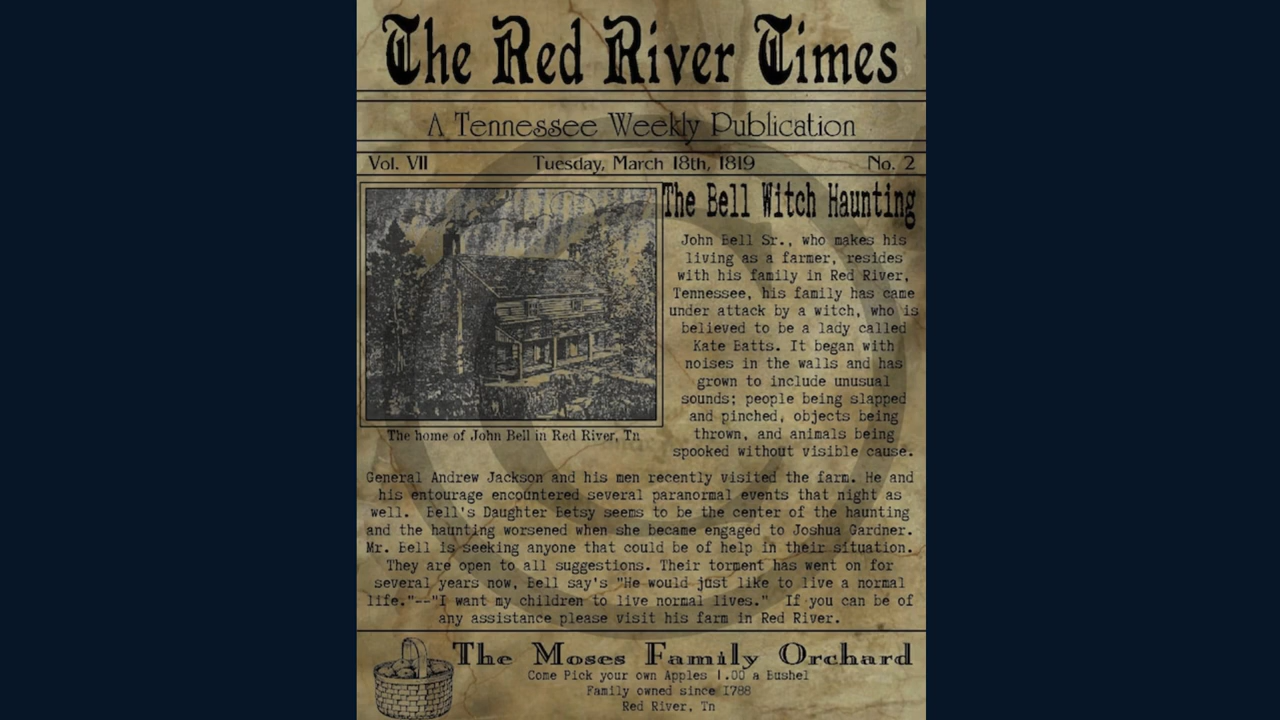 The Red River Times
A Tennessee Weekly Publication
Vol. VII Tuesday, March 18th, 1819 No. 2
The Bell Witch Haunting
John Bell Sr., who makes his
living as a farmer, resides
with his family in Red River,
Tennessee, his family has came
under attack by a witch, who is
believed to be a lady called
Kate Batts. It began with
noises in the walls and has
grown to include unusual
sounds; people being slapped
and pinched, objects being
thrown, and animals being
spooked without visible cause.
The home of John Bell in Red River, Tn
General Andrew Jackson and his men recently visited the farm. He and
his entourage encountered several paranormal events that night as
well. Bell's Daughter Betsy seems to be the center of the haunting
and the haunting worsened when she became engaged to Joshua Gardner.
Mr. Bell is seeking anyone that could be of help in their situation.
They are open to all suggestions. Their torment has went on for
several years now, Bell say's "He would just like to live a normal
life."--"I want my children to live normal lives." If you can be of
any assistance please visit his farm in Red River.
The Moses Family Orchard
Come Pick your own Apples 1.00 a Bushel
Family owned since 1788
Red River, Tn